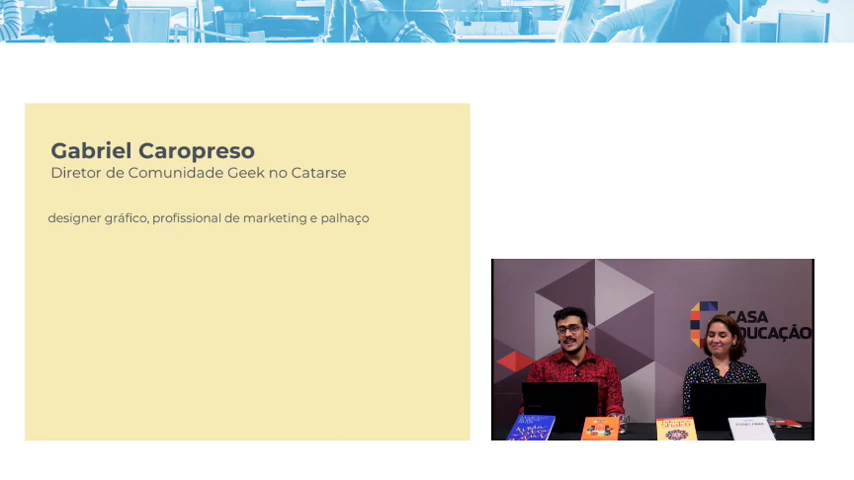 Gabriel Caropreso
Diretor de Comunidade Geek no Catarse
designer gráfico, profissional de marketing e palhaço
CASA
EDUCAÇÃO